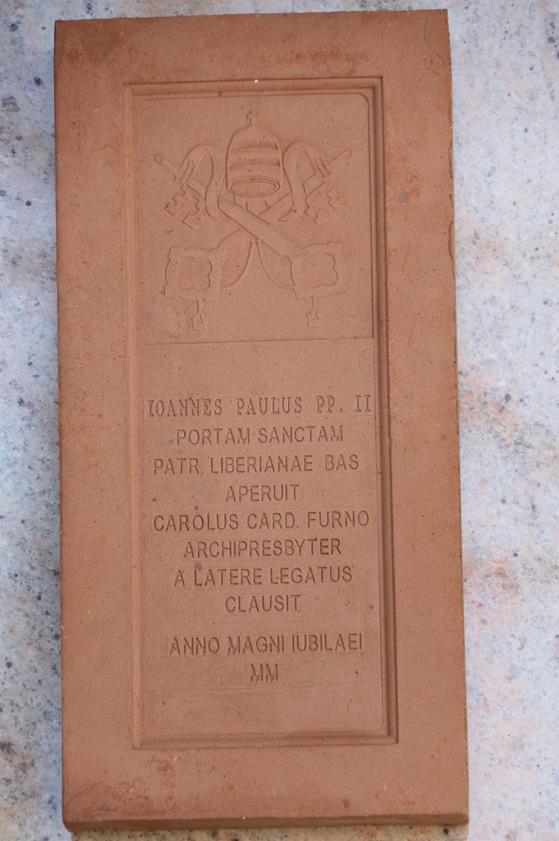 IOANNES PAULUS PP. II
PORTAM SANCTAM
PATR. LIBERIANAE BAS
APERUIT
CAROLUS CARD. FURNO
ARCHIPRESBYTER
A LATERE LEGATUS
CLAUSIT
ANNO MAGNI IUBILAEI
MM